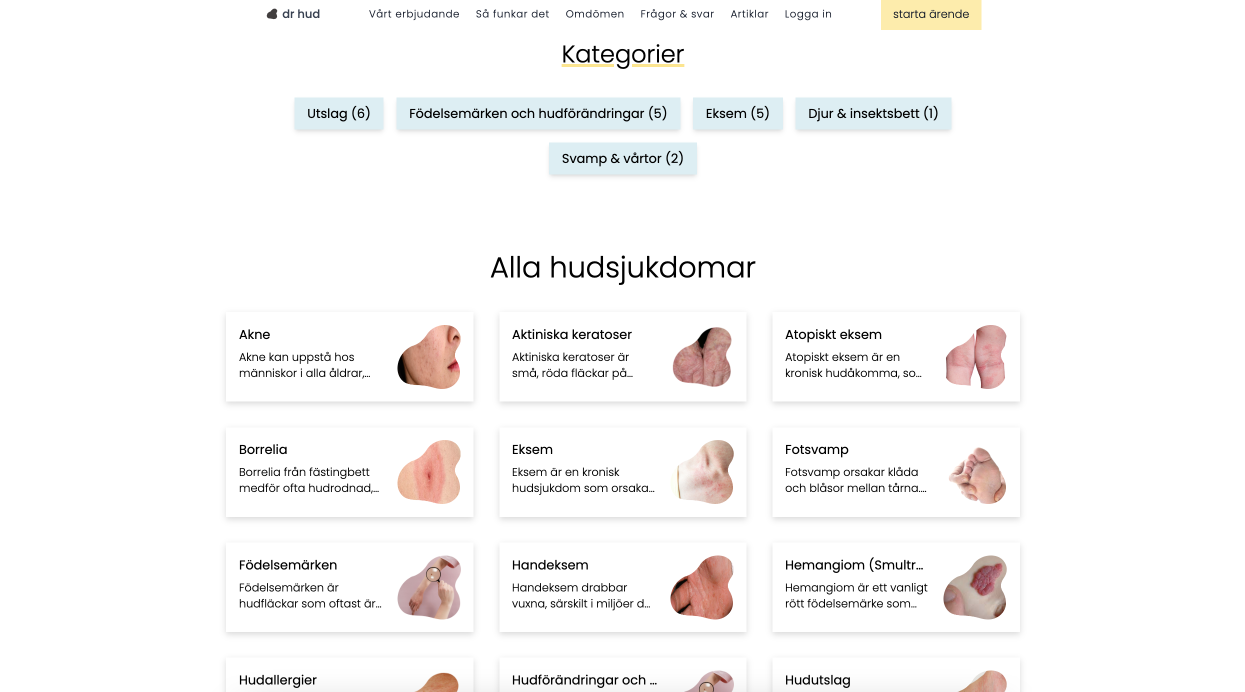 dr hud
Vårt erbjudande
Så funkar det
Omdömen
Frågor & svar
Artiklar
Logga in
starta ärende
Kategorier
Utslag (6)
Födelsemärken och hudförändringar (5)
Eksem (5)
Djur & insektsbett (1)
Svamp & vårtor (2)
Alla hudsjukdomar
Akne
Akne kan uppstå hos
människor i alla åldrar,...
Aktiniska keratoser
Aktiniska keratoser är
små, röda fläckar på...
Atopiskt eksem
Atopiskt eksem är en
kronisk hudåkomma, so...
Borrelia
Borrelia från fästingbett
medför ofta hudrodnad,...
Eksem
Eksem är en kronisk
hudsjukdom som orsaka...
Fotsvamp
Fotsvamp orsakar klåda
och blåsor mellan tårna....
Födelsemärken
Födelsemärken är
hudfläckar som oftast är...
Handeksem
Handeksem drabbar
vuxna, särskilt i miljöer d...
Hemangiom (Smultr...
Hemangiom är ett vanligt
rött födelsemärke som...
Hudallergier
Hudförändringar och ...
Hudutslag